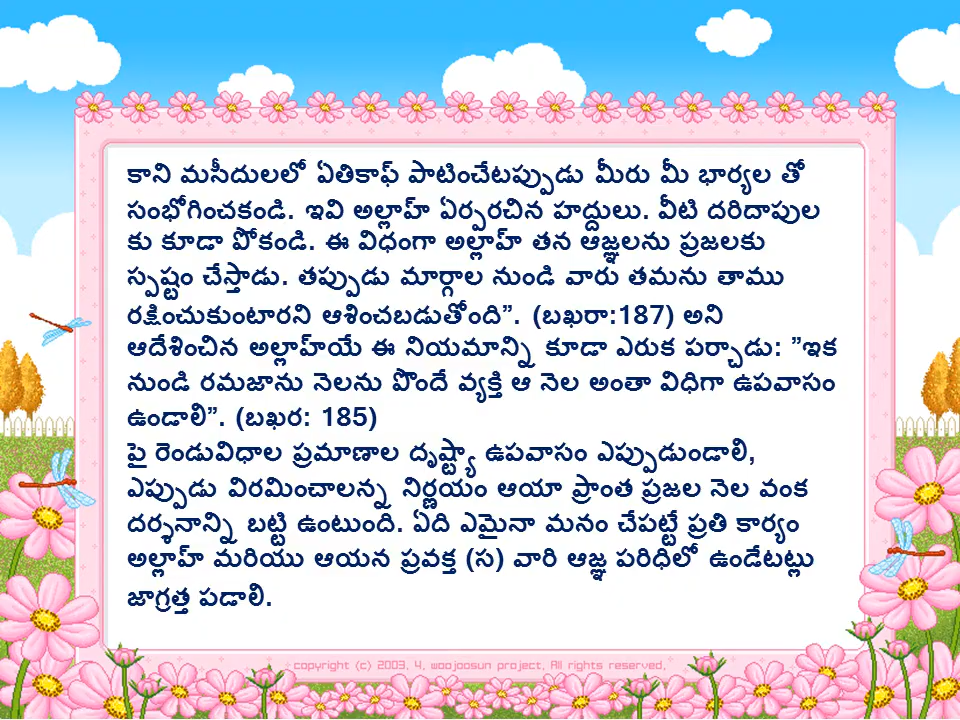 కాని మసీదులలో ఏతికాఫ్ పాటించేటప్పుడు మీరు మీ భార్యల తో
సంభోగించకండి. ఇవి అల్లాహ్ ఏర్పరచిన హద్దులు. వీటి దరిదాపుల
కు కూడా పోకండి. ఈ విధంగా అల్లాహ్ తన ఆజ్ఞలను ప్రజలకు
స్పష్టం చేస్తాడు. తప్పుడు మార్గాల నుండి వారు తమను తాము
రక్షించుకుంటారని ఆశించబడుతోంది”. (బఖరా:187) అని
ఆదేశించిన అల్లాహ్‌యే ఈ నియమాన్ని కూడా ఎరుక పర్చాడు: ”ఇక
నుండి రమజాను నెలను పొందే వ్యక్తి ఆ నెల అంతా విధిగా ఉపవాసం
ఉండాలి”. (బఖర: 185)
పై రెండువిధాల ప్రమాణాల దృష్ట్యా ఉపవాసం ఎప్పుడుండాలి,
ఎప్పుడు విరమించాలన్న నిర్ణయం ఆయా ప్రాంత ప్రజల నెల వంక
దర్శనాన్ని బట్టి ఉంటుంది. ఏది ఎమైనా మనం చేపట్టే ప్రతి కార్యం
అల్లాహ్ మరియు ఆయన ప్రవక్త (స) వారి ఆజ్ఞ పరిధిలో ఉండేటట్లు
జాగ్రత్త పడాలి.
copyright (c) 2003. 4. woojoosun project. All rights reserved.